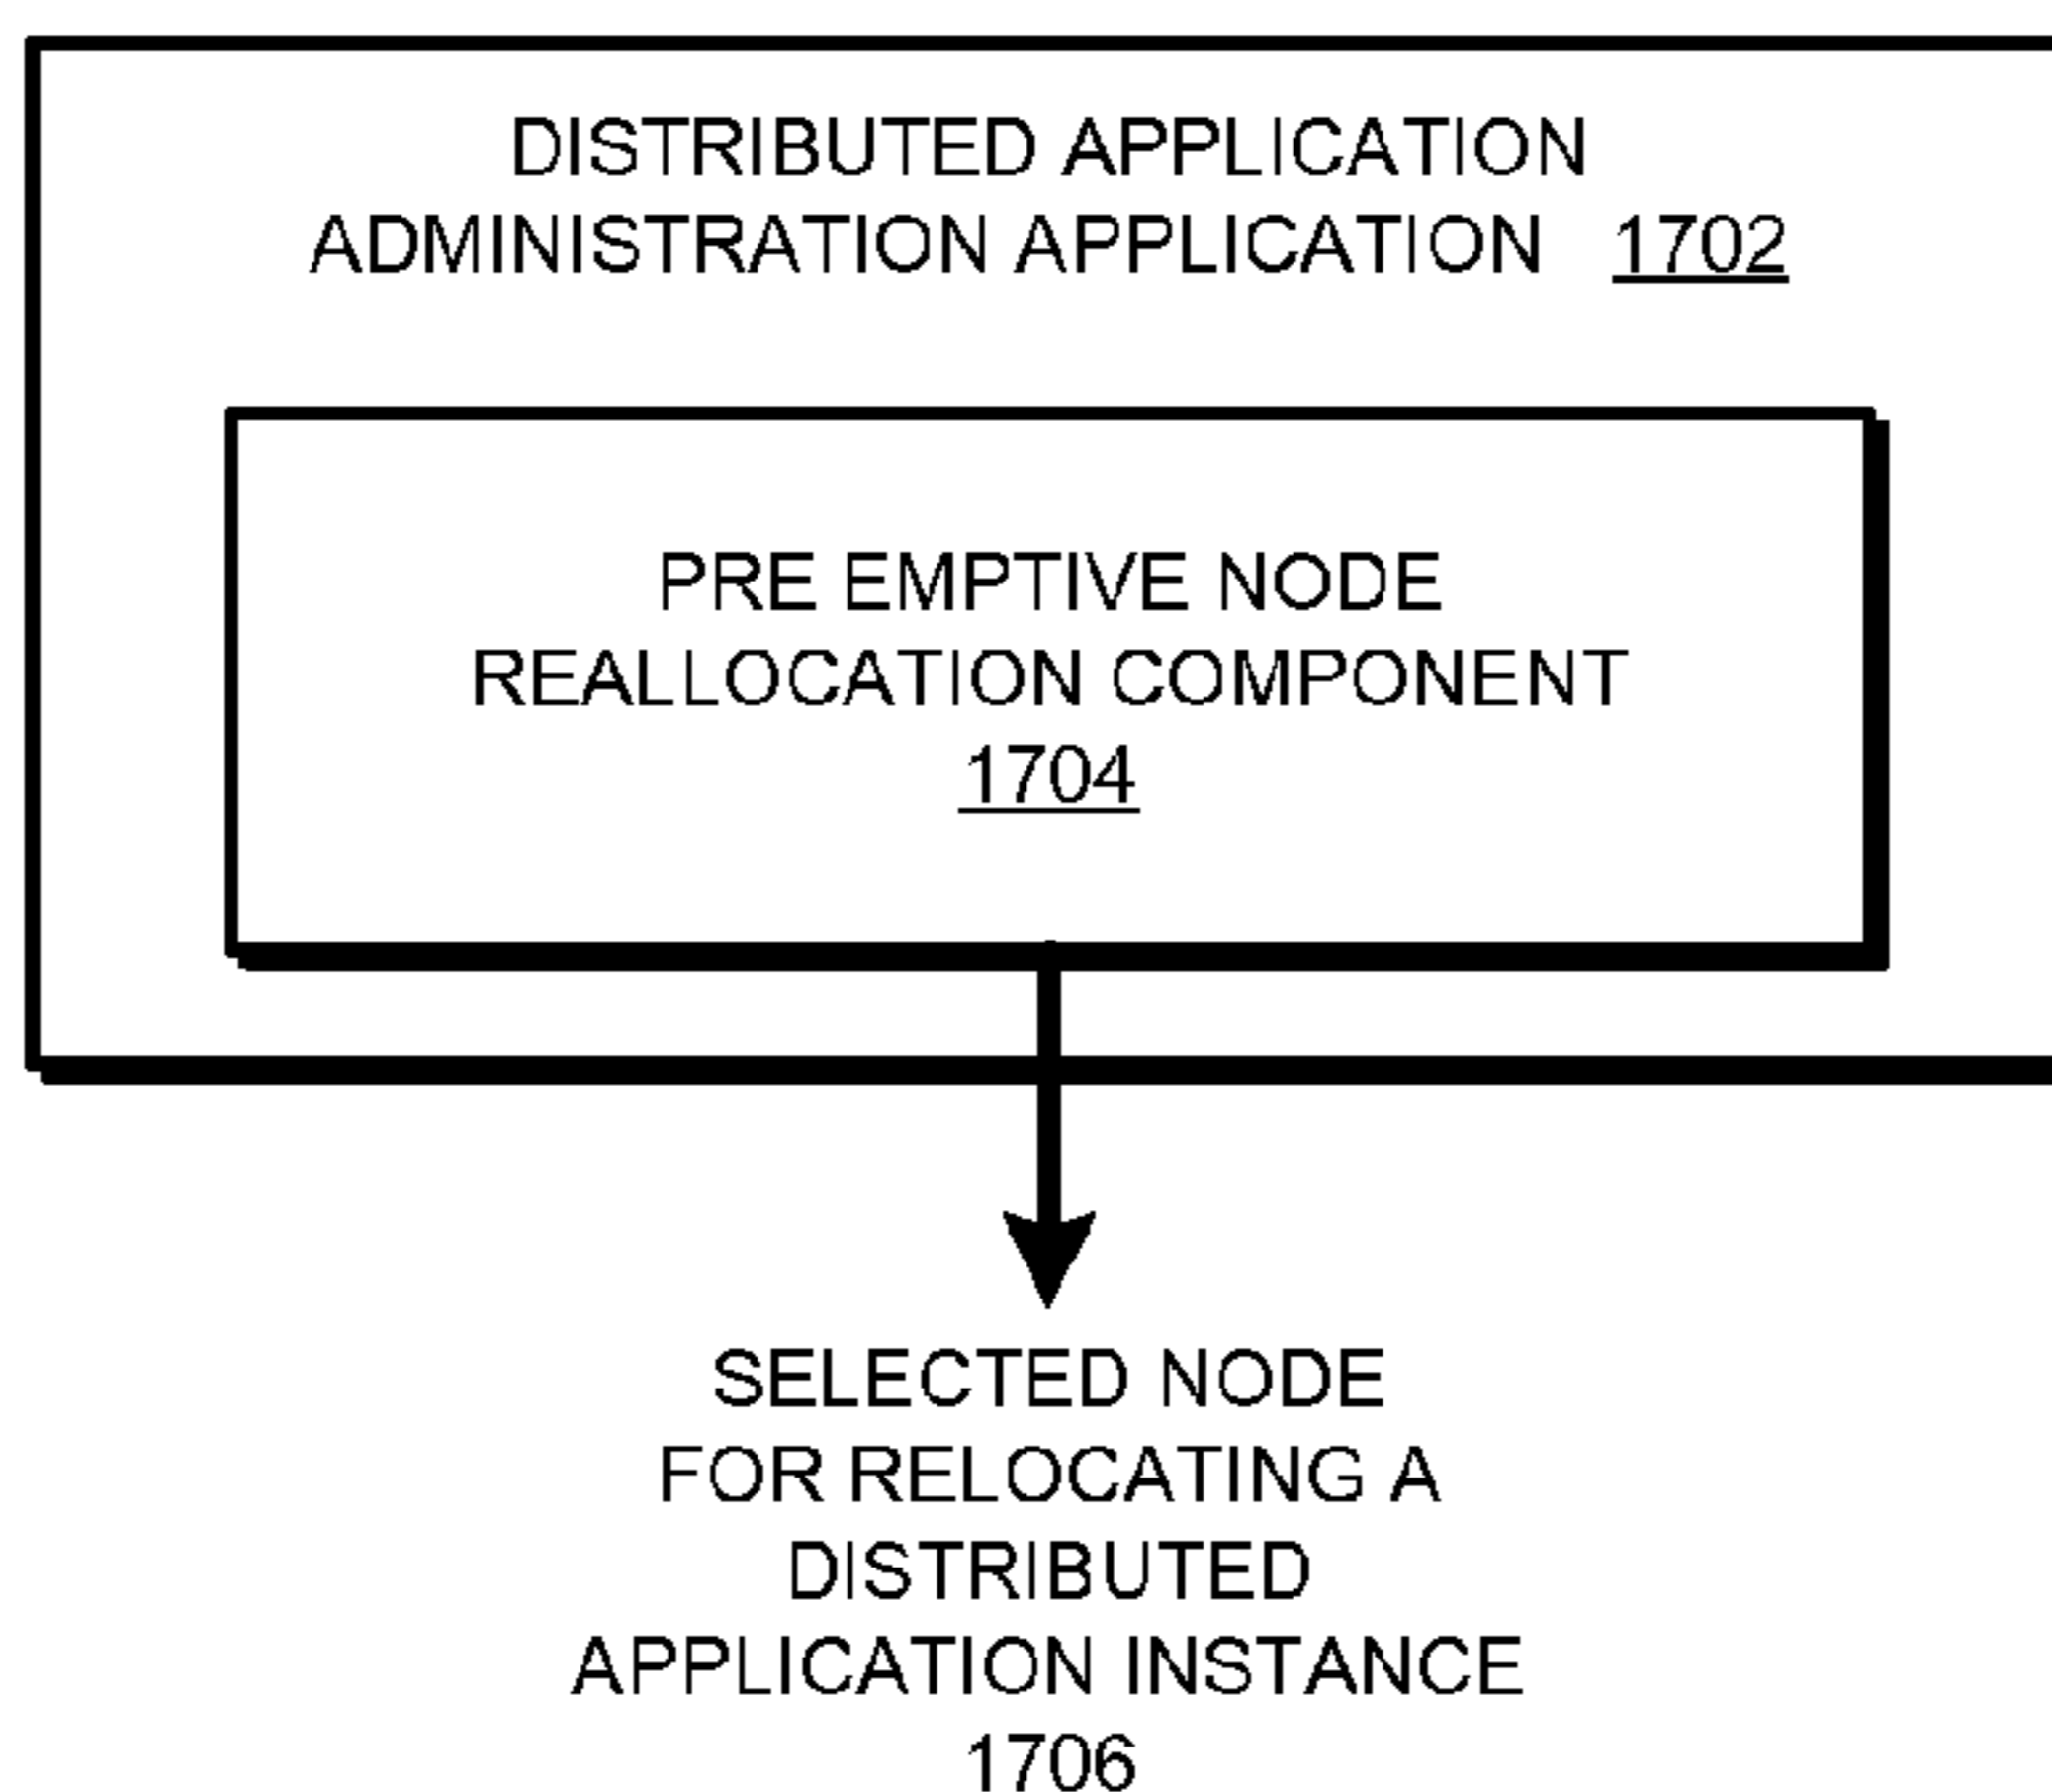 DISTRIBUTED APPLICATION
ADMINISTRATION APPLICATION 1702
PRE EMPTIVE NODE
REALLOCATION COMPONENT
1704
SELECTED NODE
FOR RELOCATING A
DISTRIBUTED
APPLICATION INSTANCE
1706